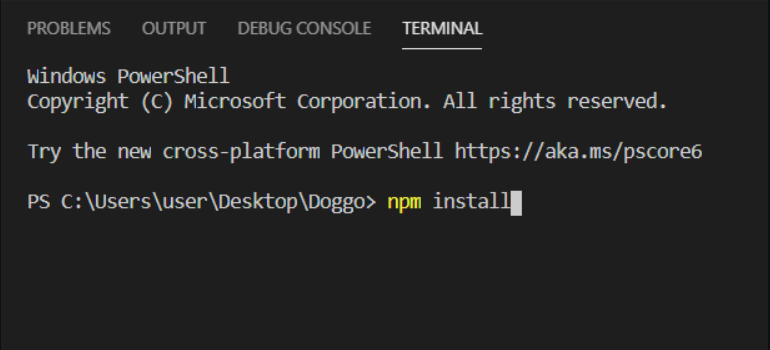 PROBLEMS OUTPUT DEBUG CONSOLE TERMINAL
Windows PowerShell
Copyright (C) Microsoft Corporation. All rights reserved.
Try the new cross-platform PowerShell https://aka.ms/pscore6
PS C:\Users\user\Desktop\Doggo> npm install